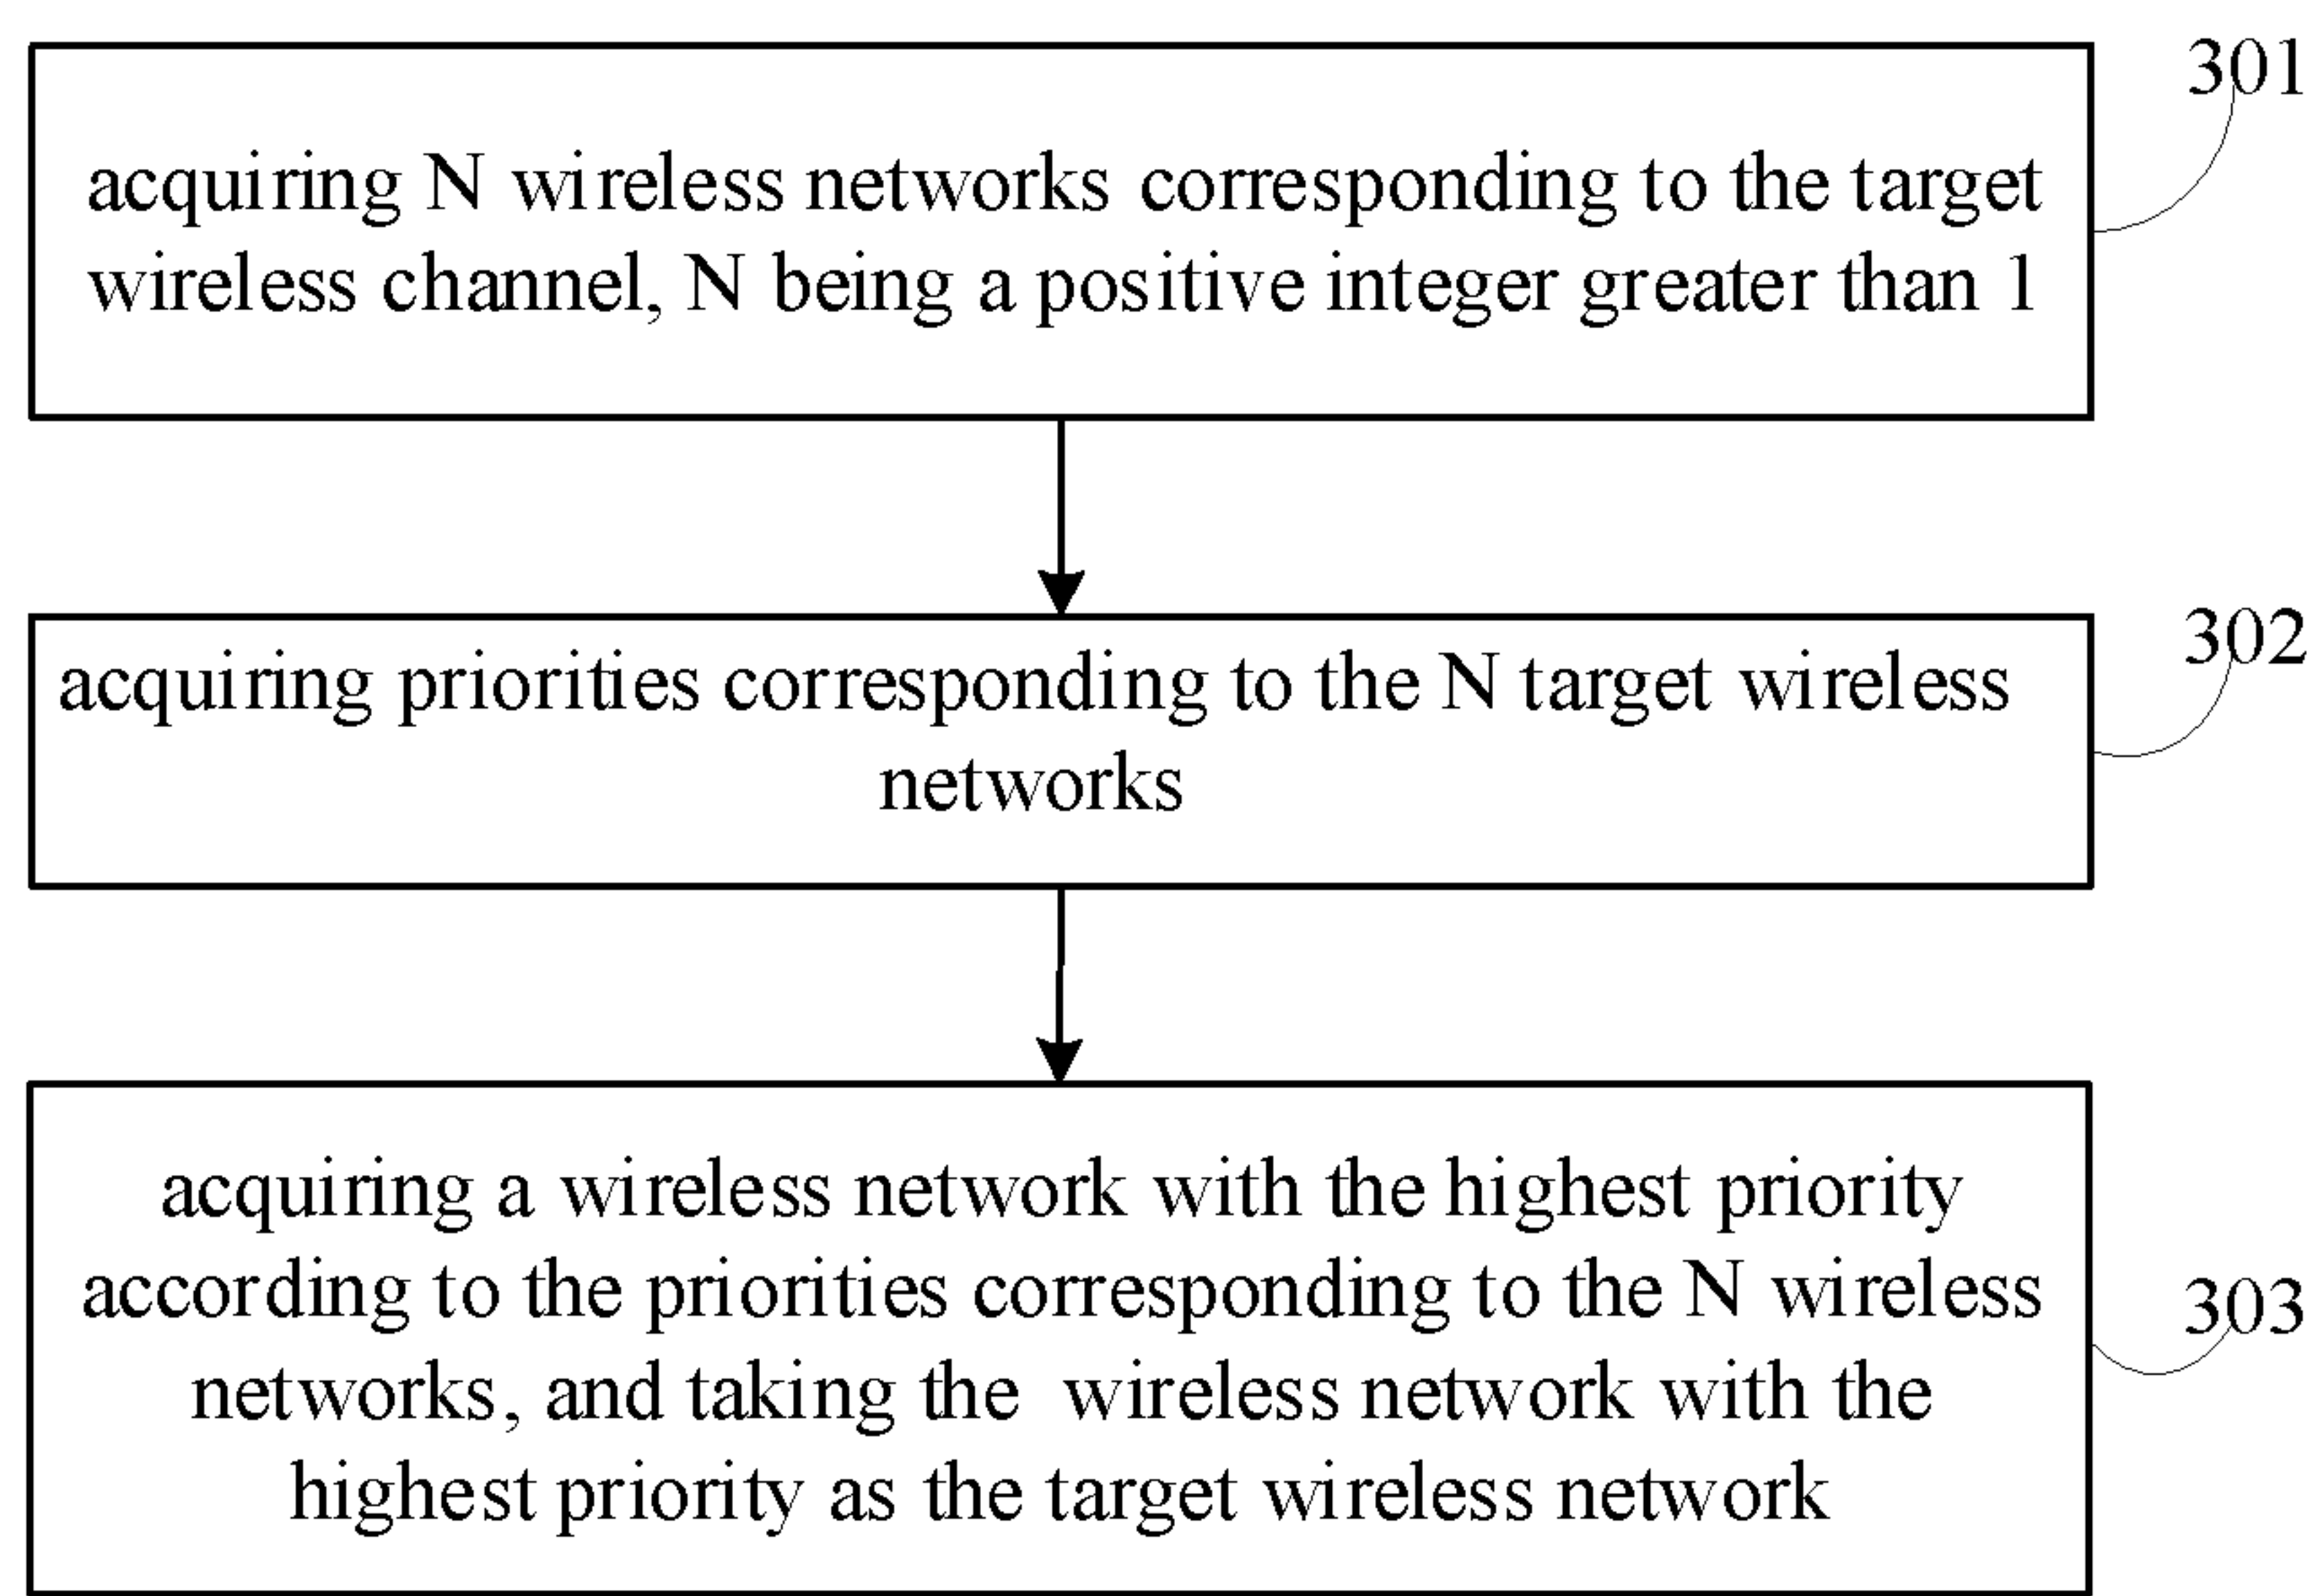 301
acquiring N wireless networks corresponding to the target
wireless channel, N being a positive integer greater than 1
302
acquiring priorities corresponding to the N target wireless
networks
acquiring a wireless network with the highest priority
according to the priorities corresponding to the N wireless
303
networks, and taking the wireless network with the
highest priority as the target wireless network